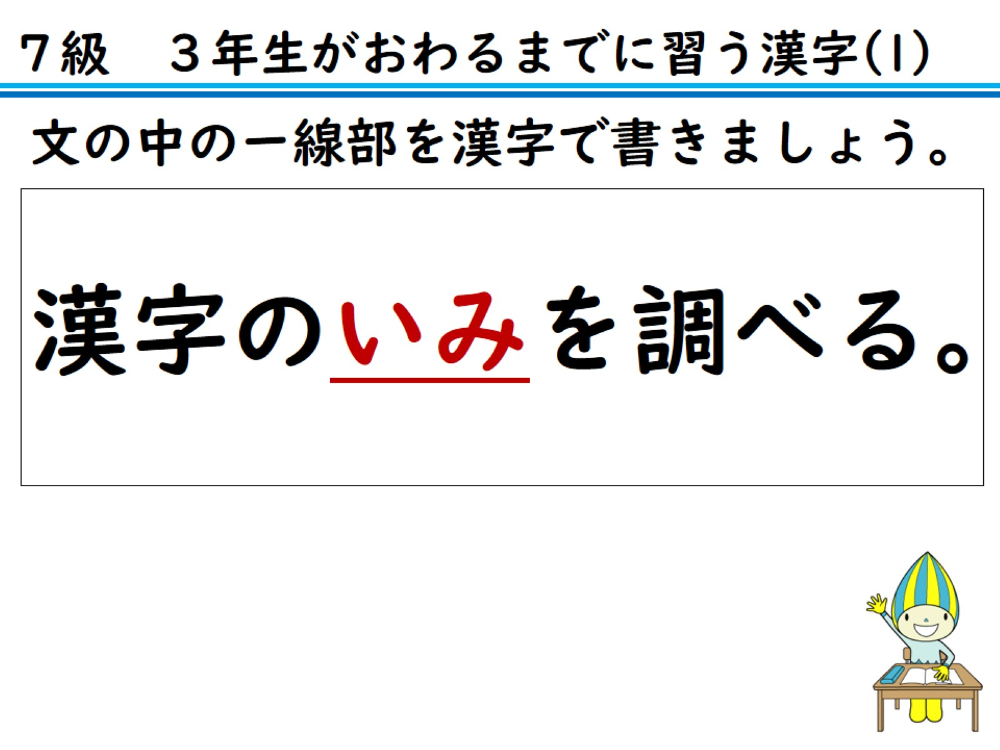 ７級　３年生がおわるまでに習う漢字(1)
文の中の一線部を漢字で書きましょう。
漢字のいみを調べる。